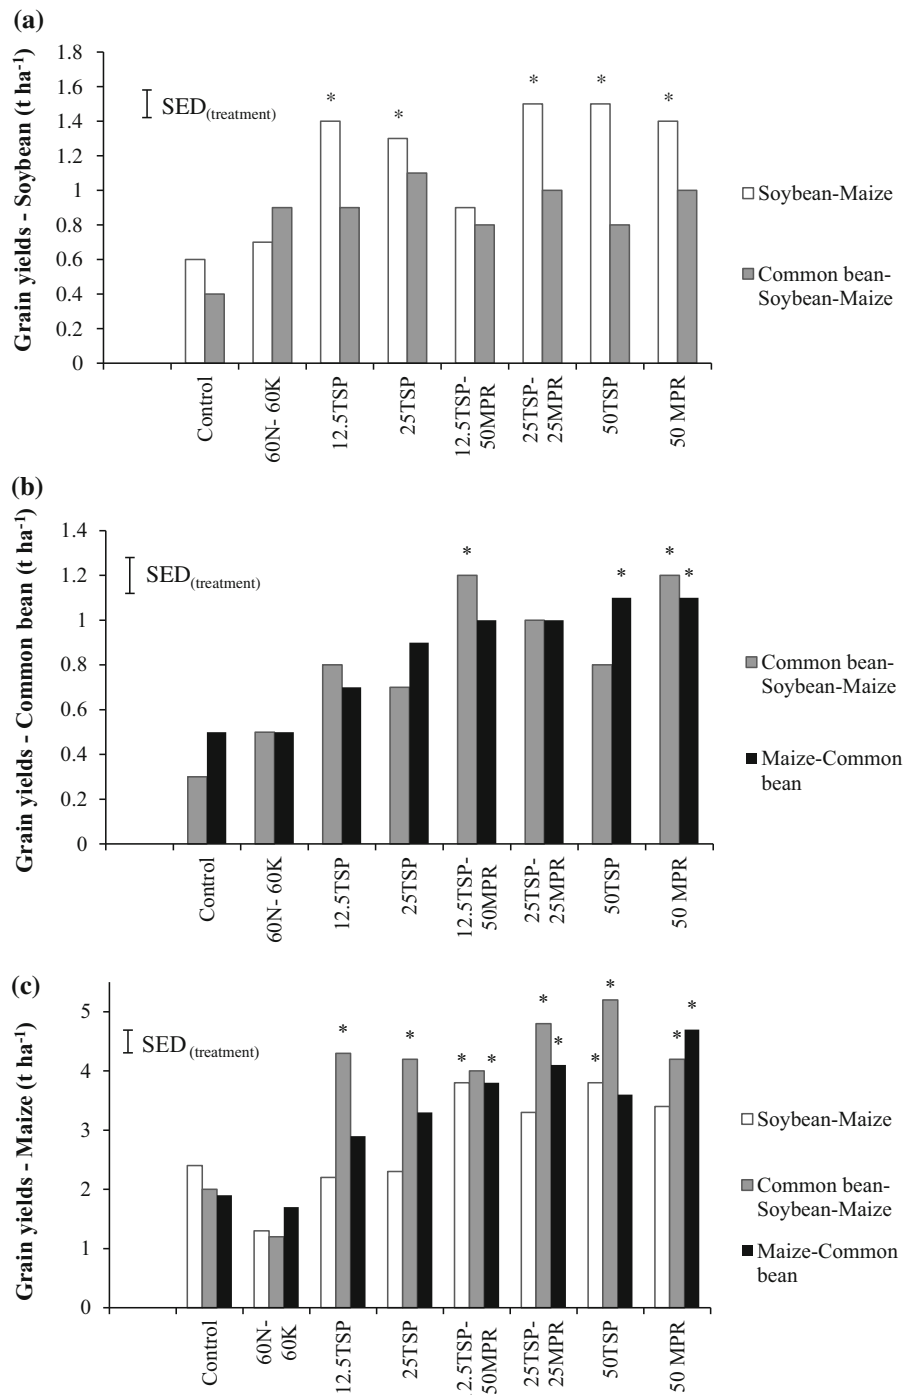 (a)
Grain yields - Soybean (t ha-1)
1.8
1.6
1.4
1.2
1
0.8
0.6
0.4
0.2
0
SED(treatment)
*
*
*
*
*
Control
60N- 60K
12.5TSP
25TSP
12.5TSP-
50MPR
25TSP-
25MPR
50TSP
50 MPR
Soybean-Maize
Common bean-
Soybean-Maize
(b)
Grain yields - Common bean (t ha-1)
1.4
1.2
1
0.8
0.6
0.4
0.2
0
SED(treatment)
*
*
*
*
Control
60N- 60K
12.5TSP
25TSP
12.5TSP-
50MPR
25TSP-
25MPR
50TSP
50 MPR
Common bean-
Soybean-Maize
Maize-Common
bean
(c)
Grain yields - Maize (t ha-1)
5
4
3
2
1
0
SED (treatment)
*
*
*
*
*
*
*
*
*
*
Control
60N-
60K
12.5TSP
25TSP
12.5TSP-
50MPR
25TSP-
25MPR
50TSP
50 MPR
Soybean-Maize
Common bean-
Soybean-Maize
Maize-Common
bean